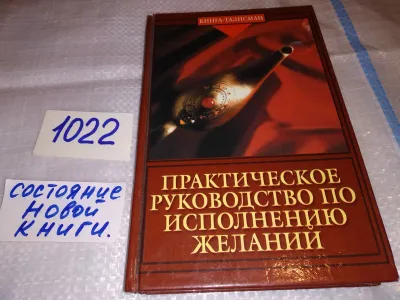 КНИГА-ТАЛИСМАН
1022
ПРАКТИЧЕСКОЕ
РУКОВОДСТВО ПО
ИСПОЛНЕНИЮ
ЖЕЛАНИЙ
СОСТОЯНИЕ
НОВОЙ
КНИГИ.